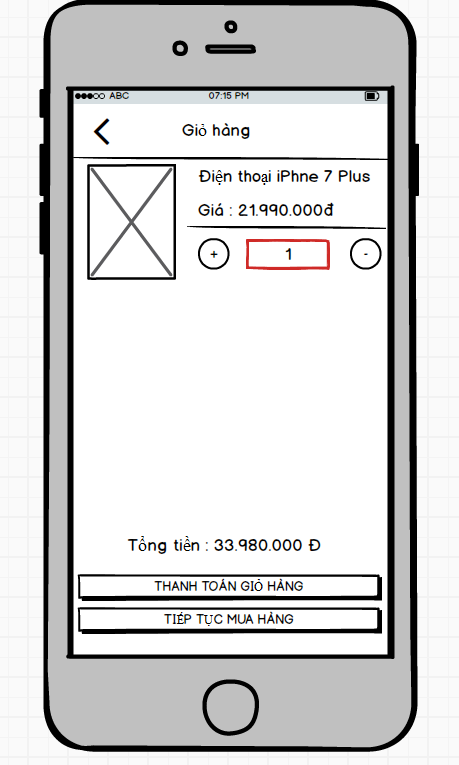 ABC 07:15 PM
Giỏ hàng
Điện thoại iPhne 7 Plus
Giá : 21.990.000đ
+ 1 -
Tổng tiền : 33.980.000 Đ
THANH TOÁN GIỎ HÀNG
TIẾP TỤC MUA HÀNG